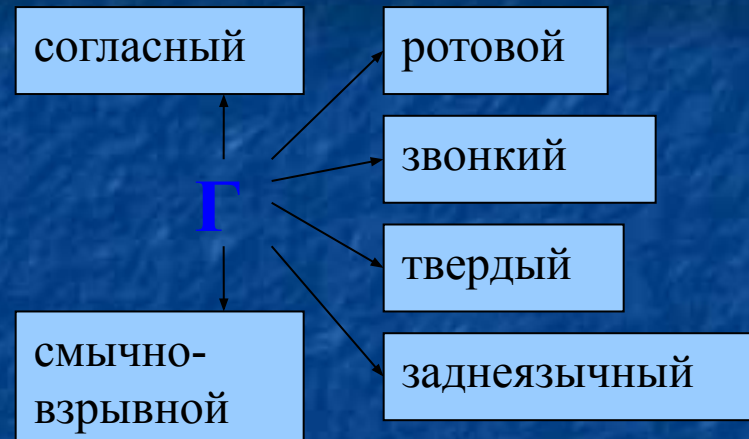 согласный
ротовой
звонкий
Г
твердый
смычно-
взрывной
заднеязычный